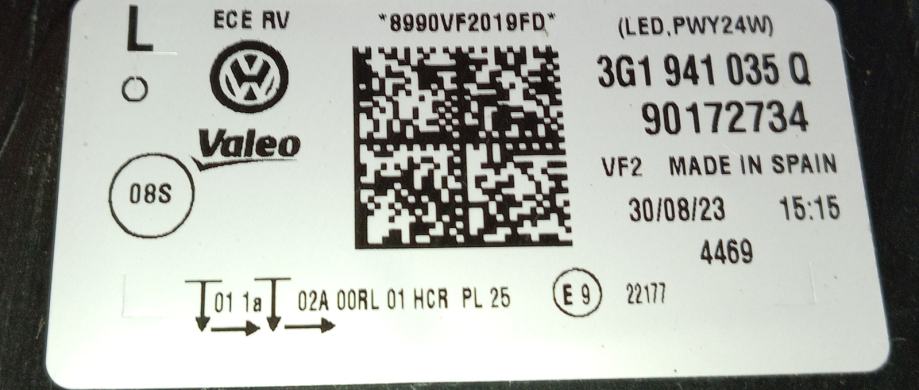 L
ECE RV
*8990VF2019FD*
(LED,PWY24W)
3G1 941 035 Q
90172734
Valeo
08S
VF2 MADE IN SPAIN
30/08/23 15:15
4469
01 1a 02A 00RL 01 HCR PL 25 E9 22177